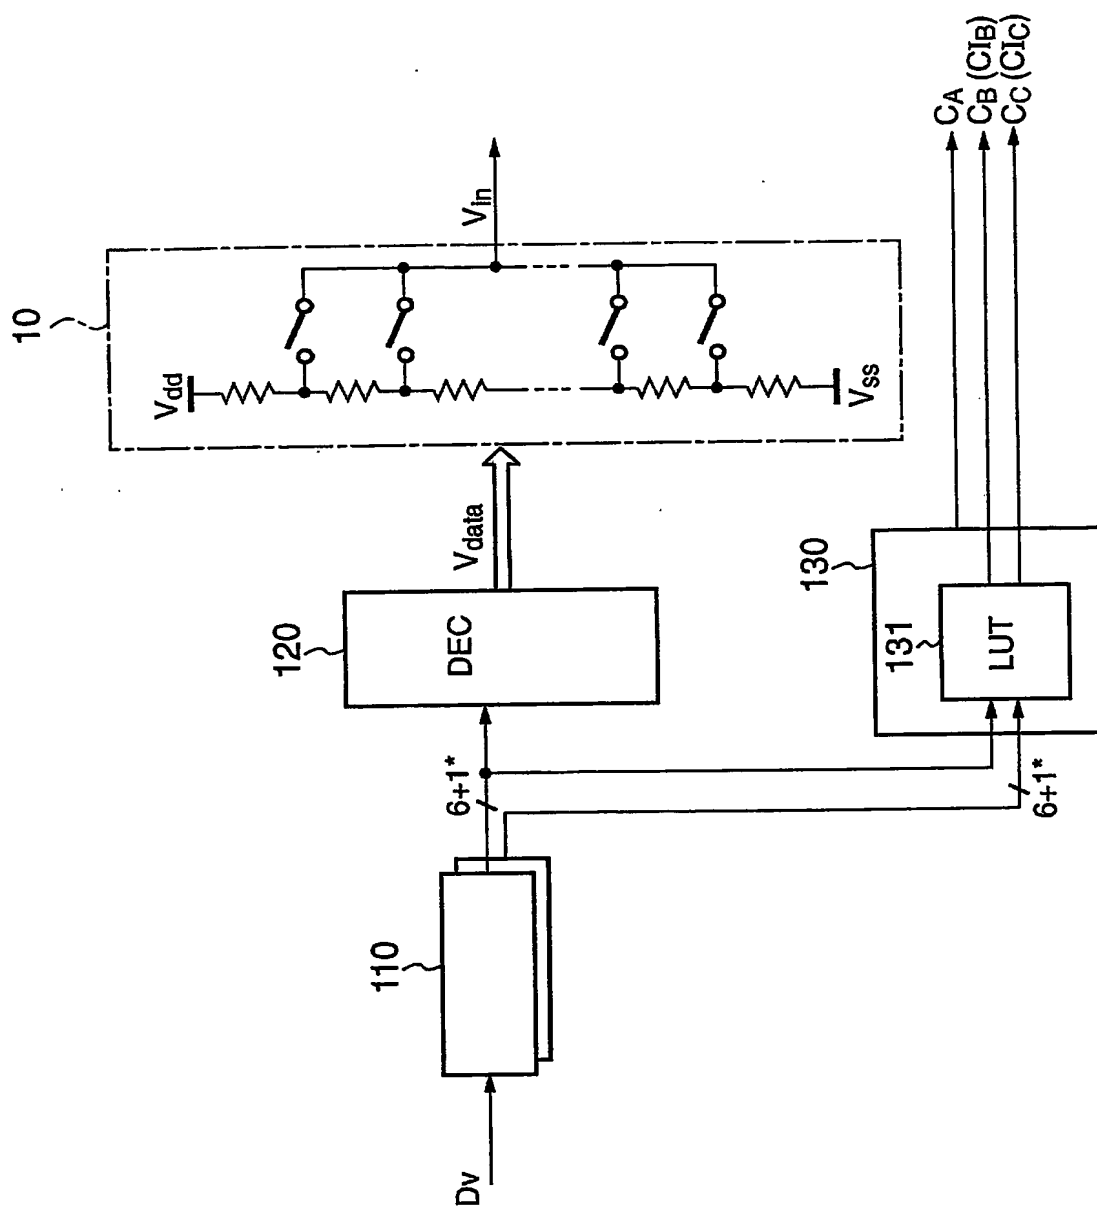 10
Vdd
Vss
Vin
Vdata
120
DEC
6+1*
110
Dv
130
131
LUT
6+1*
CA
CB (CIB)
CC (CIC)